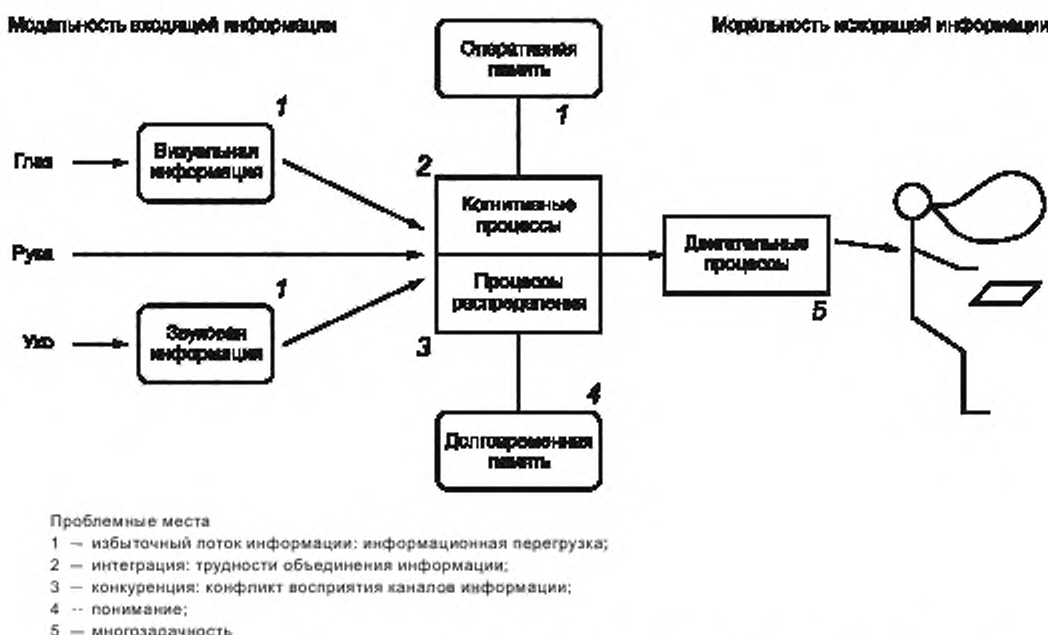 Модальность входящей информации
Модальность исходящей информации
Оперативная
память
1
1
Глаз
Визуальная
информация
2
Когнитивные
процессы
Рука
Двигательные
процессы
Процессы
распределения
1
5
Ухо
Звуковая
информация
3
4
Долговременная
память
Проблемные места
1 — избыточный поток информации: информационная перегрузка;
2 — интеграция: трудности объединения информации;
3 — конкуренция: конфликт восприятия каналов информации;
4 -- понимание;
5 — многозадачность